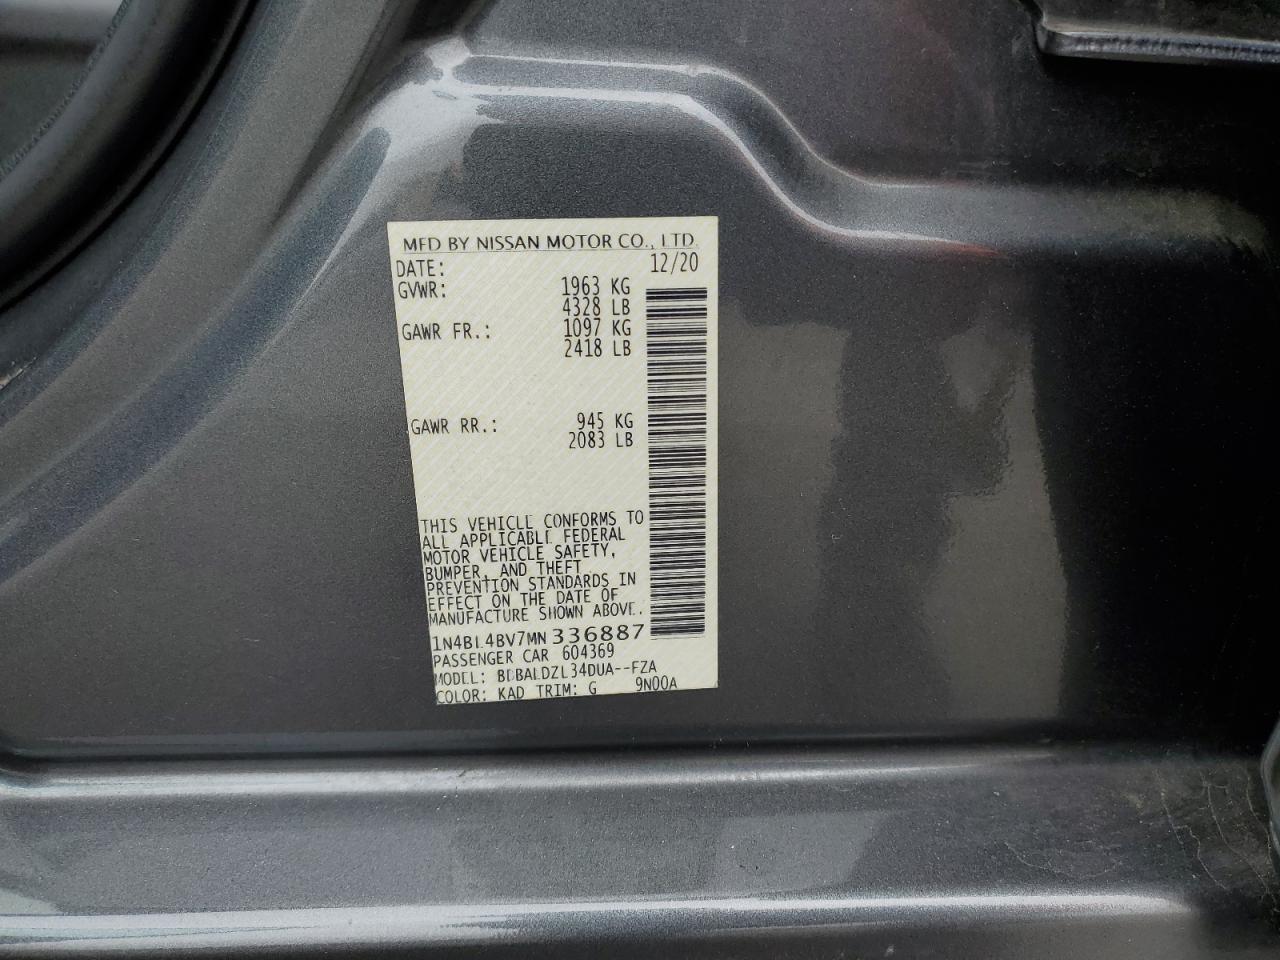 MFD BY NISSAN MOTOR CO., LTD.
DATE: 12/20
GVWR: 1963 KG
4328 LB
GAWR FR.: 1097 KG
2418 LB
GAWR RR.: 945 KG
2083 LB
THIS VEHICLE CONFORMS TO
ALL APPLICABLE FEDERAL
MOTOR VEHICLE SAFETY,
BUMPER, AND THEFT
PREVENTION STANDARDS IN
EFFECT ON THE DATE OF
MANUFACTURE SHOWN ABOVE.
1N4BL4BV7MN336887
PASSENGER CAR 604369
MODEL:
COLOR: KAD TRIM: G 9N00A